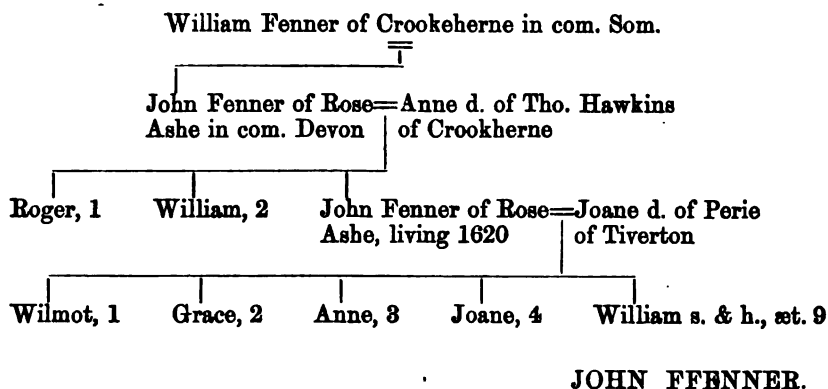 William Fenner of Crookeherne in com. Som.
John Fenner of Rose=Anne d. of Tho. Hawkins
Ashe in com. Devon of Crookherne
Roger, 1 William, 2 John Fenner of Rose=Joane d. of Perie
Ashe, living 1620 of Tiverton
Wilmot, 1 Grace, 2 Anne, 3 Joane, 4 William s. & h., æt. 9
JOHN FFENNER.